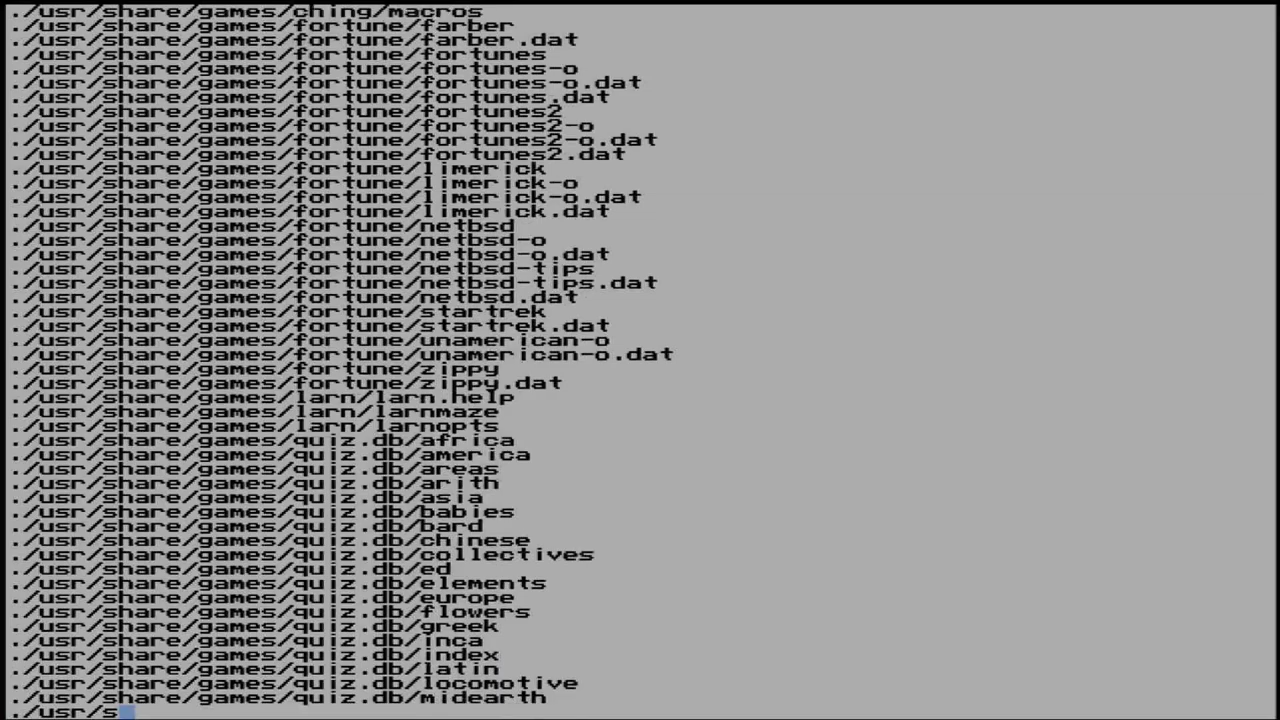 ./usr/share/games/ching/macros
./usr/share/games/fortune/farber
./usr/share/games/fortune/farber.dat
./usr/share/games/fortune/fortunes
./usr/share/games/fortune/fortunes-o
./usr/share/games/fortune/fortunes-o.dat
./usr/share/games/fortune/fortunes.dat
./usr/share/games/fortune/fortunes2
./usr/share/games/fortune/fortunes2-o
./usr/share/games/fortune/fortunes2-o.dat
./usr/share/games/fortune/fortunes2.dat
./usr/share/games/fortune/limerick
./usr/share/games/fortune/limerick-o
./usr/share/games/fortune/limerick-o.dat
./usr/share/games/fortune/limerick.dat
./usr/share/games/fortune/netbsd
./usr/share/games/fortune/netbsd-o
./usr/share/games/fortune/netbsd-o.dat
./usr/share/games/fortune/netbsd-tips
./usr/share/games/fortune/netbsd-tips.dat
./usr/share/games/fortune/netbsd.dat
./usr/share/games/fortune/startrek
./usr/share/games/fortune/startrek.dat
./usr/share/games/fortune/unamerican-o
./usr/share/games/fortune/unamerican-o.dat
./usr/share/games/fortune/zippy
./usr/share/games/fortune/zippy.dat
./usr/share/games/larn/larn.help
./usr/share/games/larn/larnmaze
./usr/share/games/larn/larnopts
./usr/share/games/quiz.db/africa
./usr/share/games/quiz.db/america
./usr/share/games/quiz.db/areas
./usr/share/games/quiz.db/arith
./usr/share/games/quiz.db/asia
./usr/share/games/quiz.db/babies
./usr/share/games/quiz.db/bard
./usr/share/games/quiz.db/chinese
./usr/share/games/quiz.db/collectives
./usr/share/games/quiz.db/ed
./usr/share/games/quiz.db/elements
./usr/share/games/quiz.db/europe
./usr/share/games/quiz.db/flowers
./usr/share/games/quiz.db/greek
./usr/share/games/quiz.db/inca
./usr/share/games/quiz.db/index
./usr/share/games/quiz.db/latin
./usr/share/games/quiz.db/locomotive
./usr/share/games/quiz.db/midearth
./usr/s